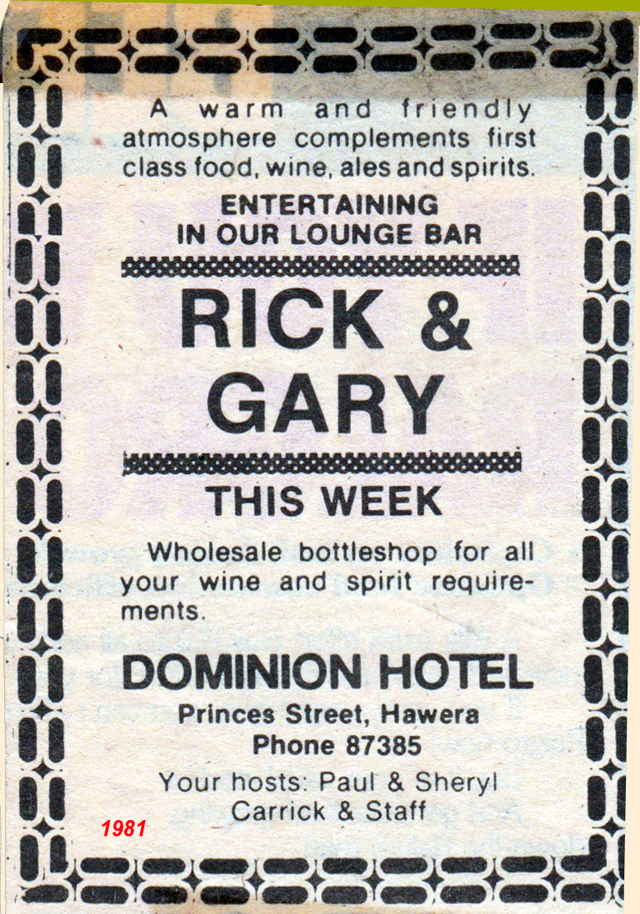 A warm and friendly
atmosphere complements first
class food, wine, ales and spirits.
ENTERTAINING
IN OUR LOUNGE BAR
RICK &
GARY
THIS WEEK
Wholesale bottleshop for all
your wine and spirit require-
ments.
DOMINION HOTEL
Princes Street, Hawera
Phone 87385
Your hosts: Paul & Sheryl
Carrick & Staff
1981